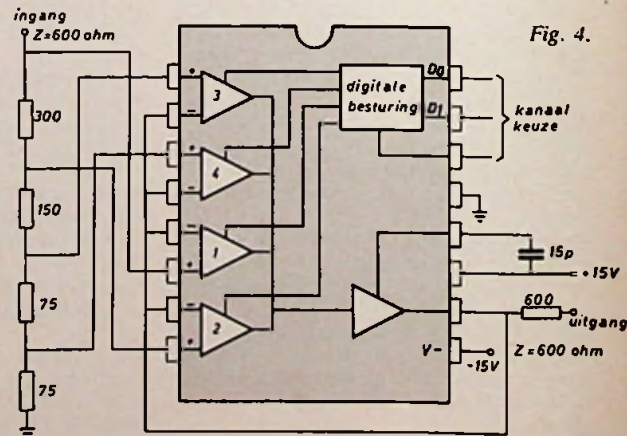 ingang
Z=600 ohm
Fig. 4.
300
150
75
75
+
3
-
+
4
-
-
1
+
-
2
+
digitale
besturing
D0
D1
kanaal
keuze
15p
+15V
600
uitgang
Z=600 ohm
V-
-15V